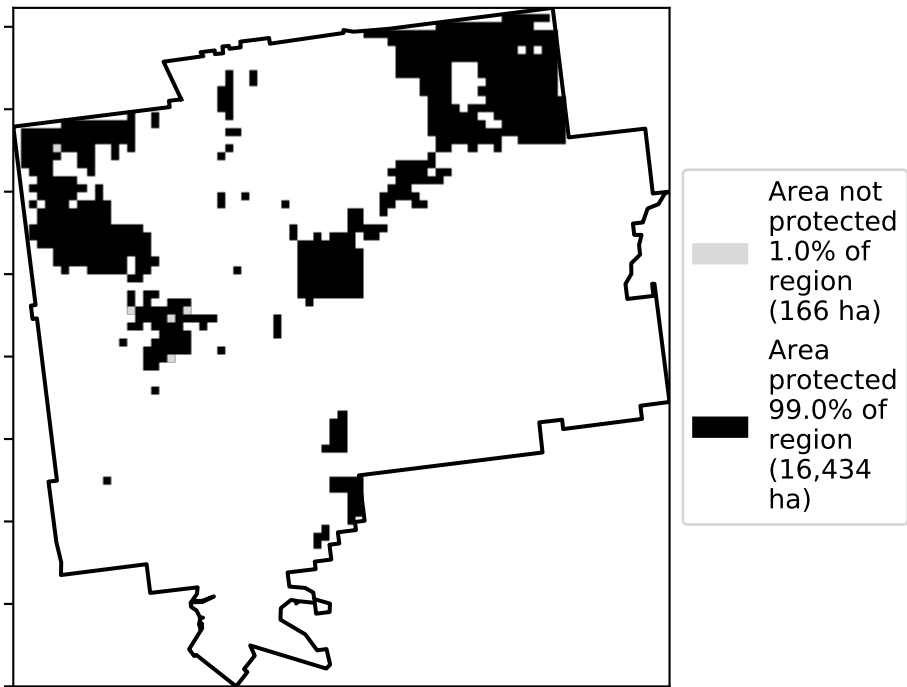 Area not
protected
1.0% of
region
(166 ha)
Area
protected
99.0% of
region
(16,434
ha)